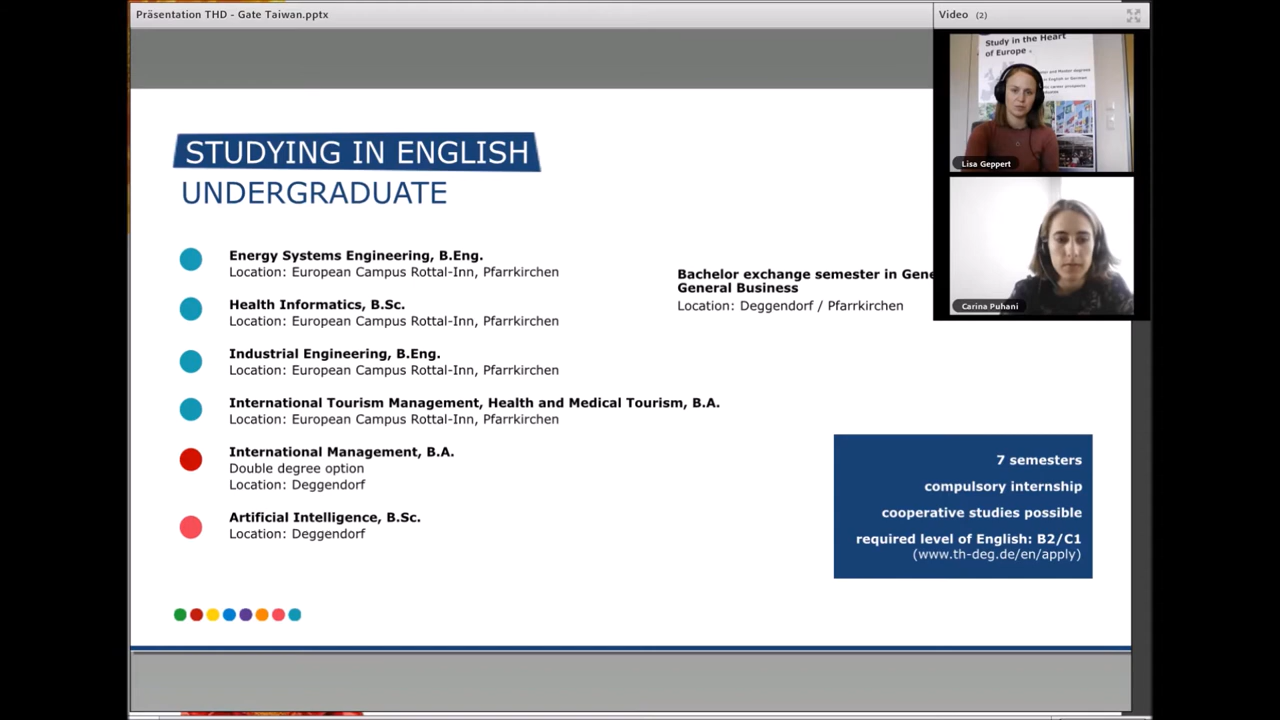 Präsentation THD - Gate Taiwan.pptx
Video (2)
Study in the Heart
of Europe
Lisa Geppert
Carina Puhani
STUDYING IN ENGLISH
UNDERGRADUATE
Energy Systems Engineering, B.Eng.
Location: European Campus Rottal-Inn, Pfarrkirchen
Health Informatics, B.Sc.
Location: European Campus Rottal-Inn, Pfarrkirchen
Industrial Engineering, B.Eng.
Location: European Campus Rottal-Inn, Pfarrkirchen
International Tourism Management, Health and Medical Tourism, B.A.
Location: European Campus Rottal-Inn, Pfarrkirchen
International Management, B.A.
Double degree option
Location: Deggendorf
Artificial Intelligence, B.Sc.
Location: Deggendorf
Bachelor exchange semester in Gene
General Business
Location: Deggendorf / Pfarrkirchen
7 semesters
compulsory internship
cooperative studies possible
required level of English: B2/C1
(www.th-deg.de/en/apply)